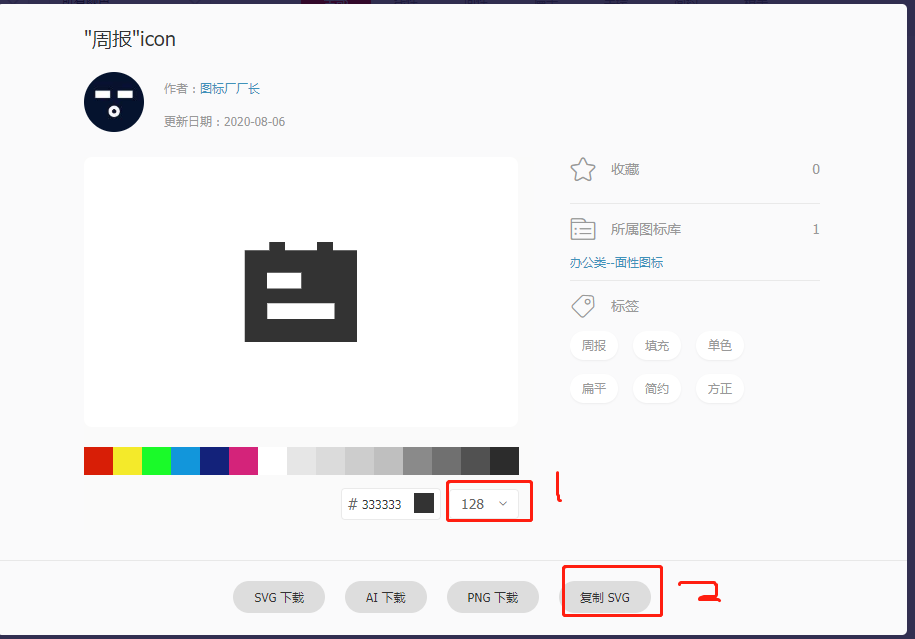 "周报"icon
作者：图标厂厂长
更新日期：2020-08-06
收藏 0
所属图标库 1
办公类--面性图标
标签
周报 填充 单色
扁平 简约 方正
# 333333 128
SVG 下载 AI 下载 PNG 下载 复制 SVG